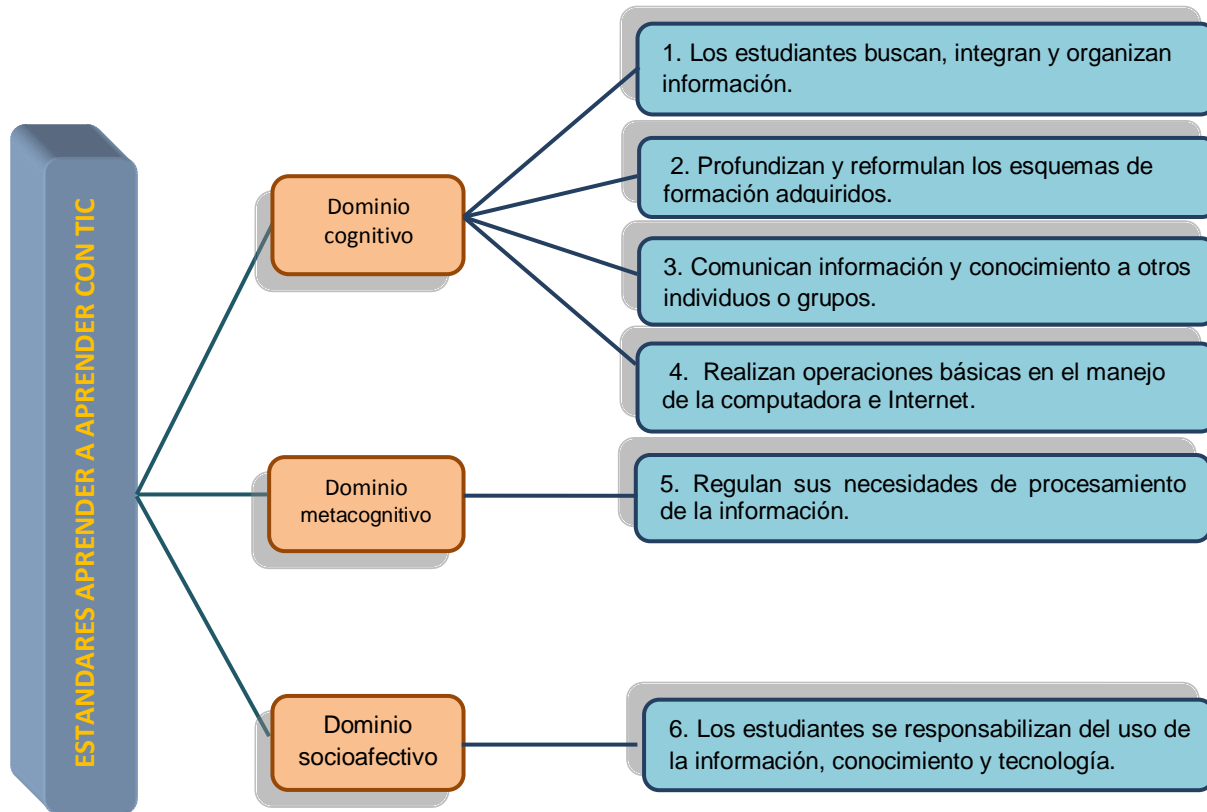 ESTANDARES APRENDER A APRENDER CON TIC
Dominio
cognitivo
1. Los estudiantes buscan, integran y organizan
información.
2. Profundizan y reformulan los esquemas de
formación adquiridos.
3. Comunican información y conocimiento a otros
individuos o grupos.
4. Realizan operaciones básicas en el manejo
de la computadora e Internet.
Dominio
metacognitivo
5. Regulan sus necesidades de procesamiento
de la información.
Dominio
socioafectivo
6. Los estudiantes se responsabilizan del uso de
la información, conocimiento y tecnología.